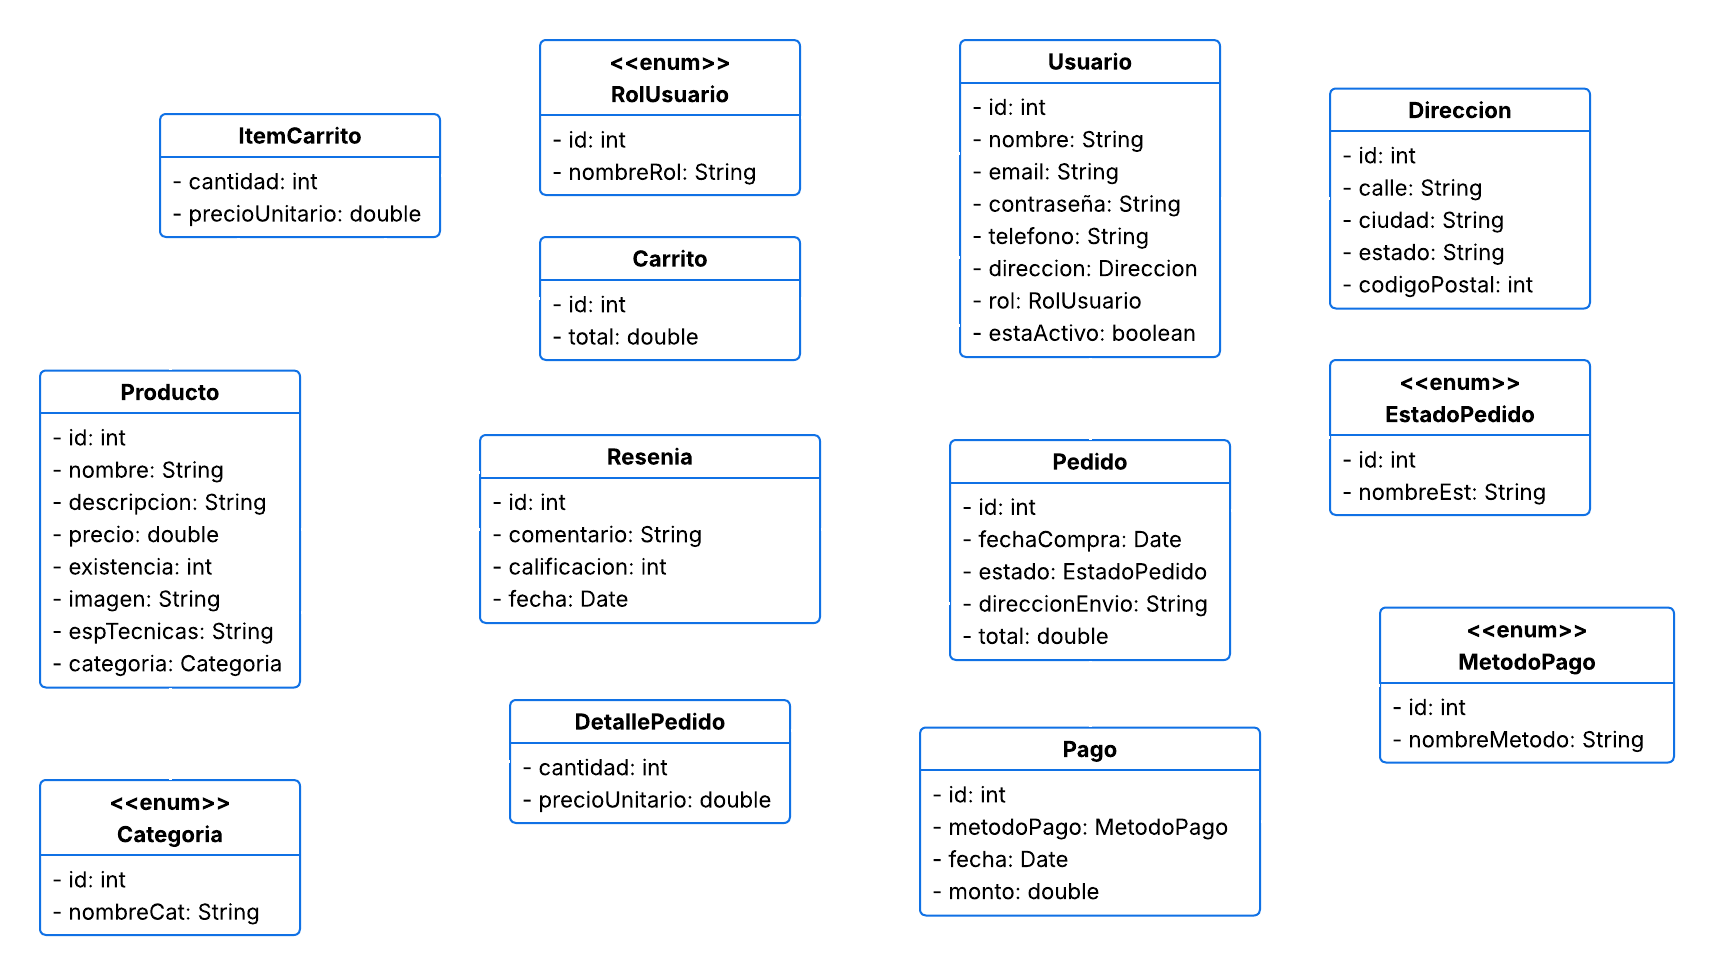 <<enum>>
RolUsuario
- id: int
- nombreRol: String
Usuario
- id: int
- nombre: String
- email: String
- contraseña: String
- telefono: String
- direccion: Direccion
- rol: RolUsuario
- estaActivo: boolean
Direccion
- id: int
- calle: String
- ciudad: String
- estado: String
- codigoPostal: int
ItemCarrito
- cantidad: int
- precioUnitario: double
Carrito
- id: int
- total: double
<<enum>>
EstadoPedido
- id: int
- nombreEst: String
Producto
- id: int
- nombre: String
- descripcion: String
- precio: double
- existencia: int
- imagen: String
- espTecnicas: String
- categoria: Categoria
Resenia
- id: int
- comentario: String
- calificacion: int
- fecha: Date
Pedido
- id: int
- fechaCompra: Date
- estado: EstadoPedido
- direccionEnvio: String
- total: double
<<enum>>
MetodoPago
- id: int
- nombreMetodo: String
DetallePedido
- cantidad: int
- precioUnitario: double
Pago
- id: int
- metodoPago: MetodoPago
- fecha: Date
- monto: double
<<enum>>
Categoria
- id: int
- nombreCat: String